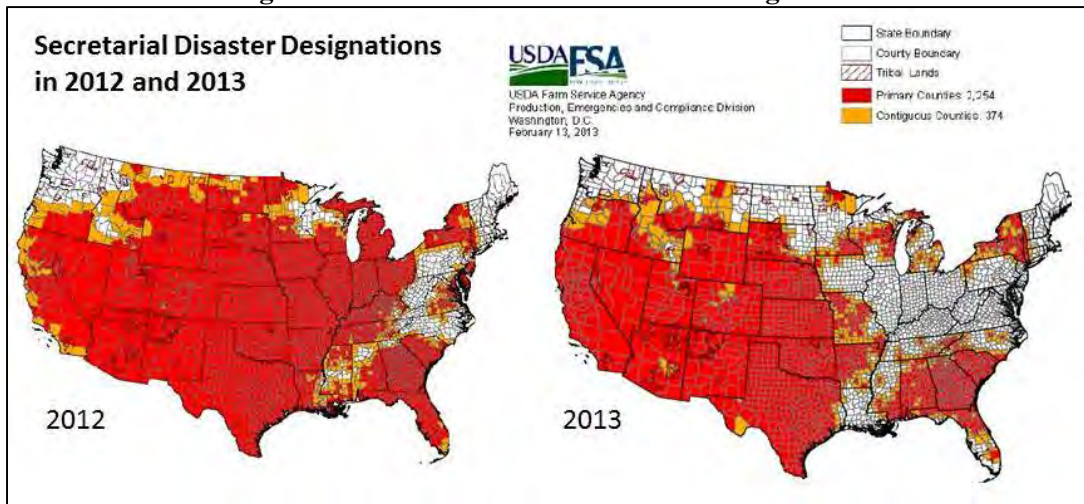 Secretarial Disaster Designations
in 2012 and 2013
USDA FSA
USDA Farm Service Agency
Production, Emergencies and Compliance Division
Washington, D.C.
February 13, 2013
State Boundary
County Boundary
Tribal Lands
Primary Counties: 2,254
Contiguous Counties: 374
2012
2013